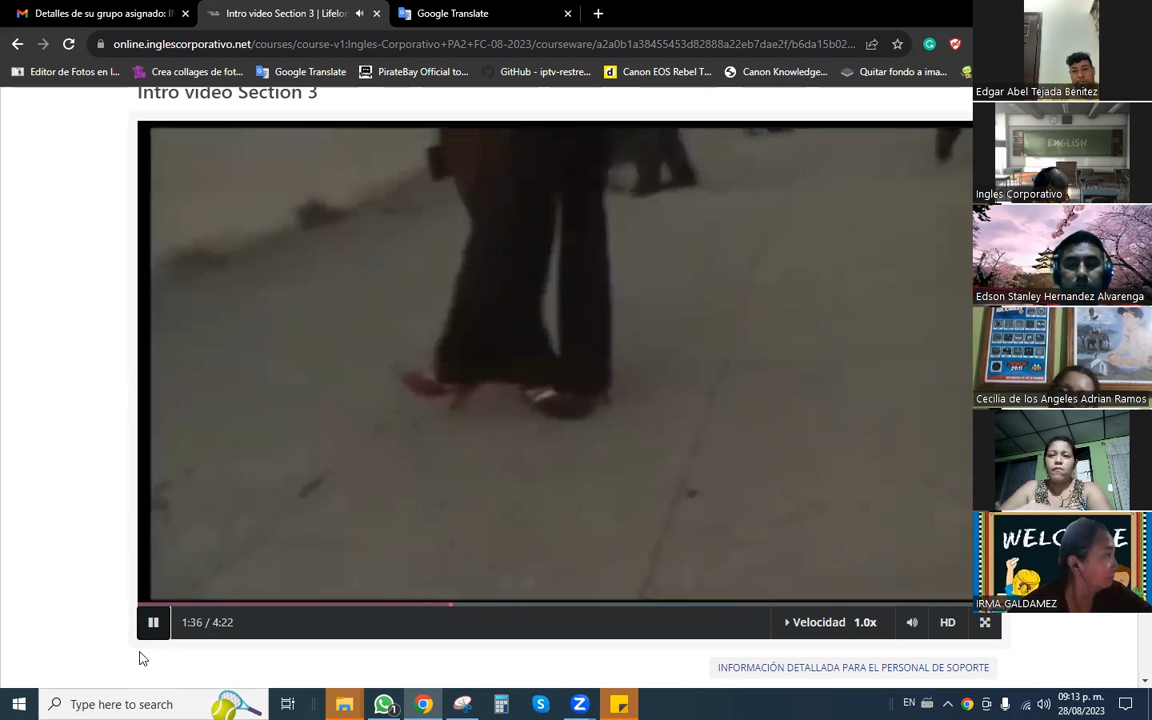 Detalles de su grupo asignado: I
Intro video Section 3 | Lifelon
Google Translate
online.inglescorporativo.net/courses/course-v1:Ingles-Corporativo+PA2+FC-08-2023/courseware/a2a0b1a38455453d82888a22eb7dae2f/b6da15b02...
Editor de Fotos en l...
Crea collages de fot...
Google Translate
PirateBay Official to...
GitHub - iptv-restre...
Canon EOS Rebel T...
Canon Knowledge...
Quitar fondo a ima...
Intro video Section 3
Edgar Abel Tejada Benitez
ENGLISH
Ingles Corporativo
Edson Stanley Hernandez Alvarenga
Cecilia de los Angeles Adrian Ramos
WELC E
IRMA GALDAMEZ
1:36 / 4:22
Velocidad 1.0x
HD
INFORMACIÓN DETALLADA PARA EL PERSONAL DE SOPORTE
Type here to search
1
EN
09:13 p. m.
28/08/2023